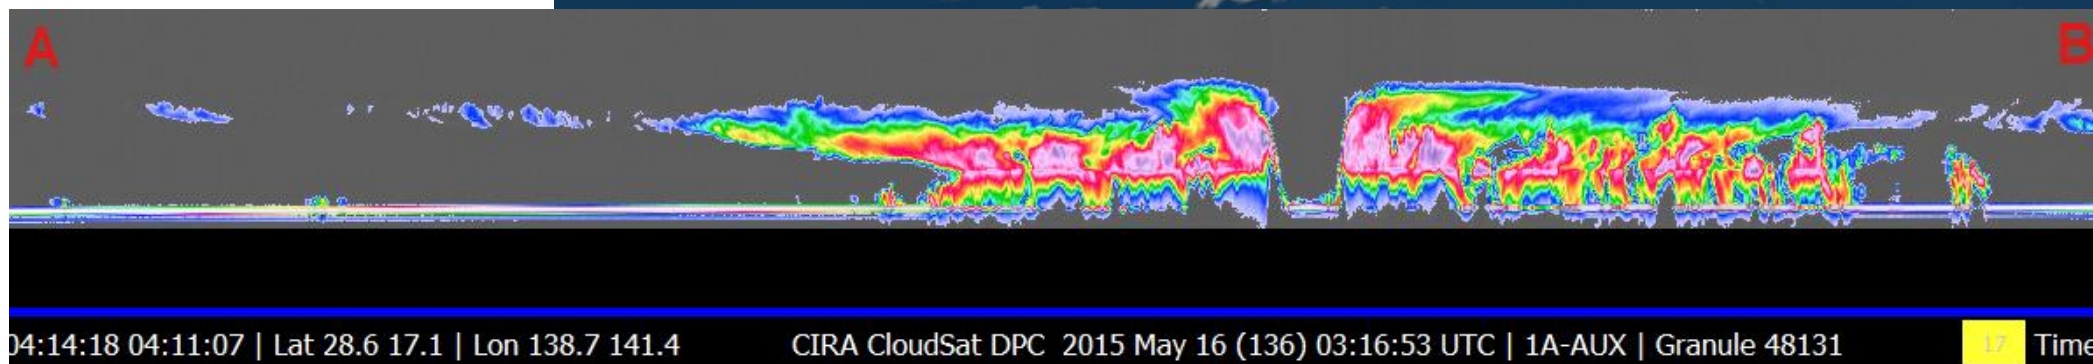 A
B
04:14:18 04:11:07 | Lat 28.6 17.1 | Lon 138.7 141.4 CIRA CloudSat DPC 2015 May 16 (136) 03:16:53 UTC | 1A-AUX | Granule 48131 17 Time